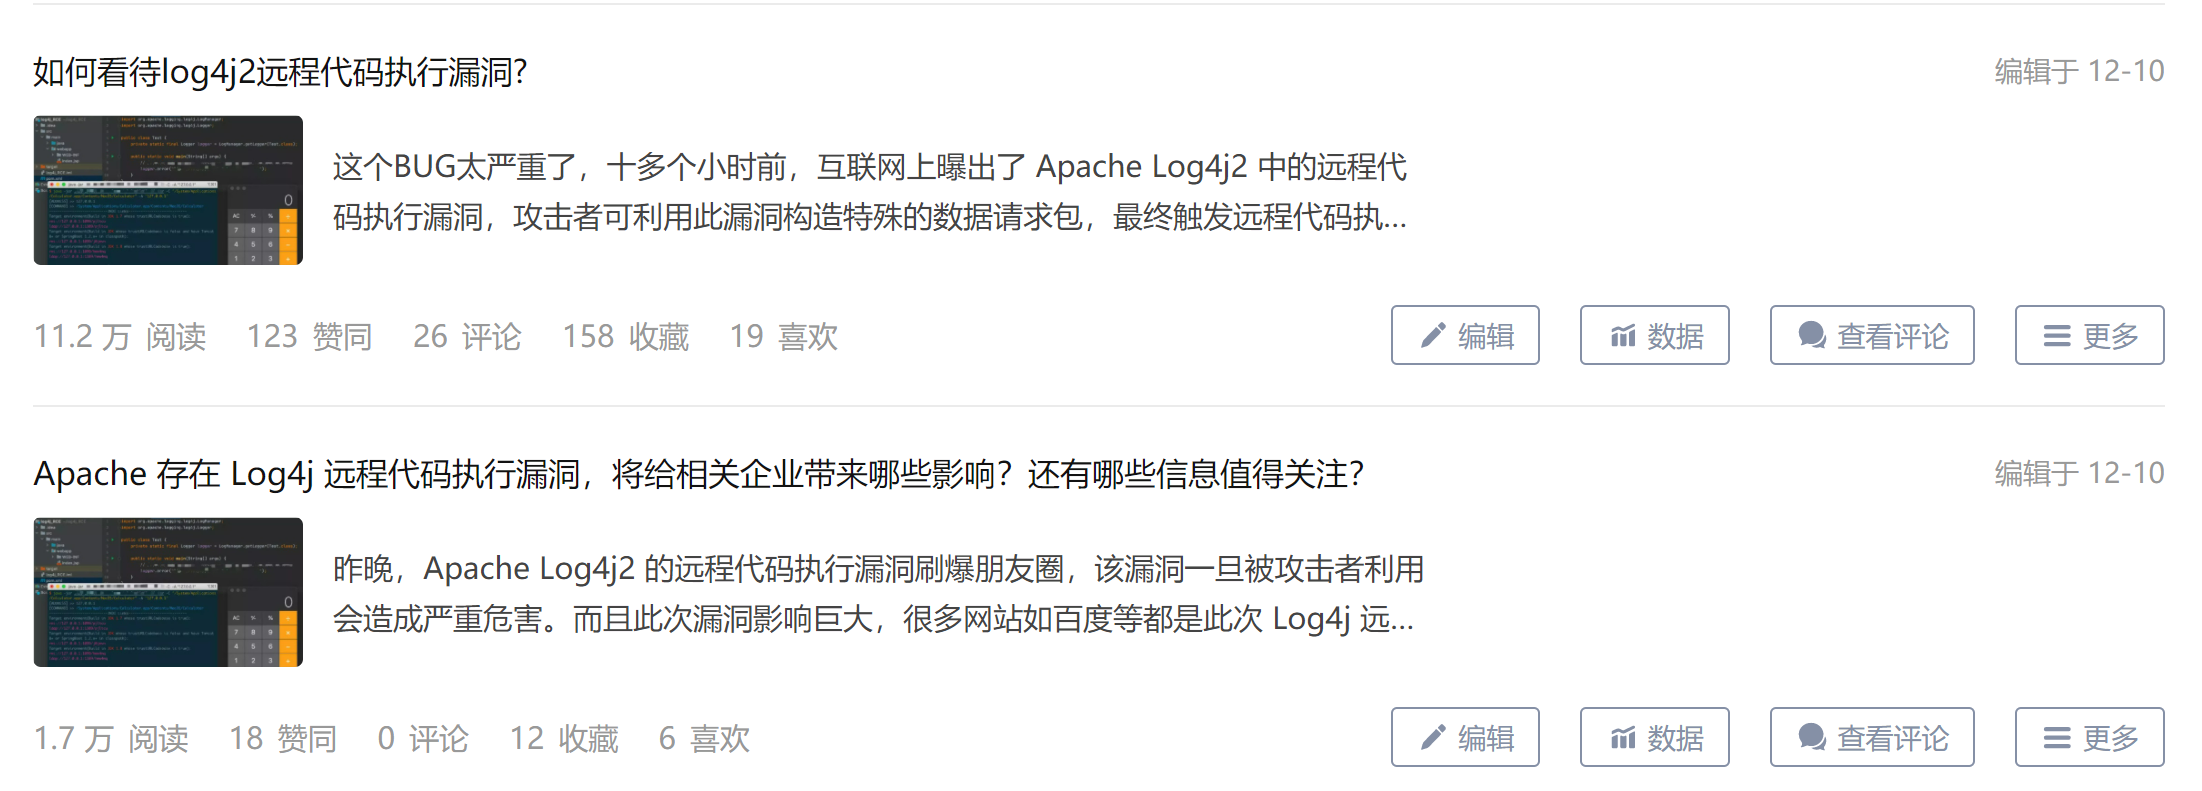 如何看待log4j2远程代码执行漏洞?
编辑于 12-10
这个BUG太严重了，十多个小时前，互联网上曝出了 Apache Log4j2 中的远程代
码执行漏洞，攻击者可利用此漏洞构造特殊的数据请求包，最终触发远程代码执...
11.2 万 阅读 123 赞同 26 评论 158 收藏 19 喜欢
编辑 数据 查看评论 更多
Apache 存在 Log4j 远程代码执行漏洞，将给相关企业带来哪些影响？还有哪些信息值得关注？
编辑于 12-10
昨晚，Apache Log4j2 的远程代码执行漏洞刷爆朋友圈，该漏洞一旦被攻击者利用
会造成严重危害。而且此次漏洞影响巨大，很多网站如百度等都是此次 Log4j 远...
1.7 万 阅读 18 赞同 0 评论 12 收藏 6 喜欢
编辑 数据 查看评论 更多